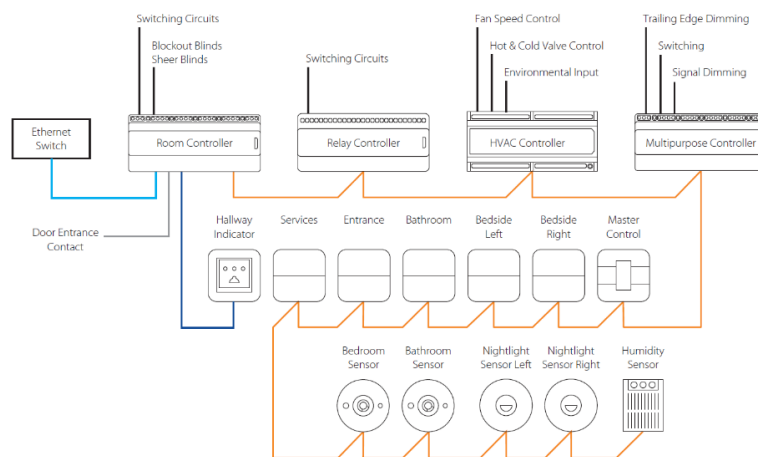 Switching Circuits
Blockout Blinds
Sheer Blinds
Switching Circuits
Fan Speed Control
Hot & Cold Valve Control
Environmental Input
Trailing Edge Dimming
Switching
Signal Dimming
Ethernet
Switch
Room Controller
Relay Controller
HVAC Controller
Multipurpose Controller
Door Entrance
Contact
Hallway
Indicator
Services
Entrance
Bathroom
Bedside
Left
Bedside
Right
Master
Control
Bedroom
Sensor
Bathroom
Sensor
Nightlight
Sensor Left
Nightlight
Sensor Right
Humidity
Sensor